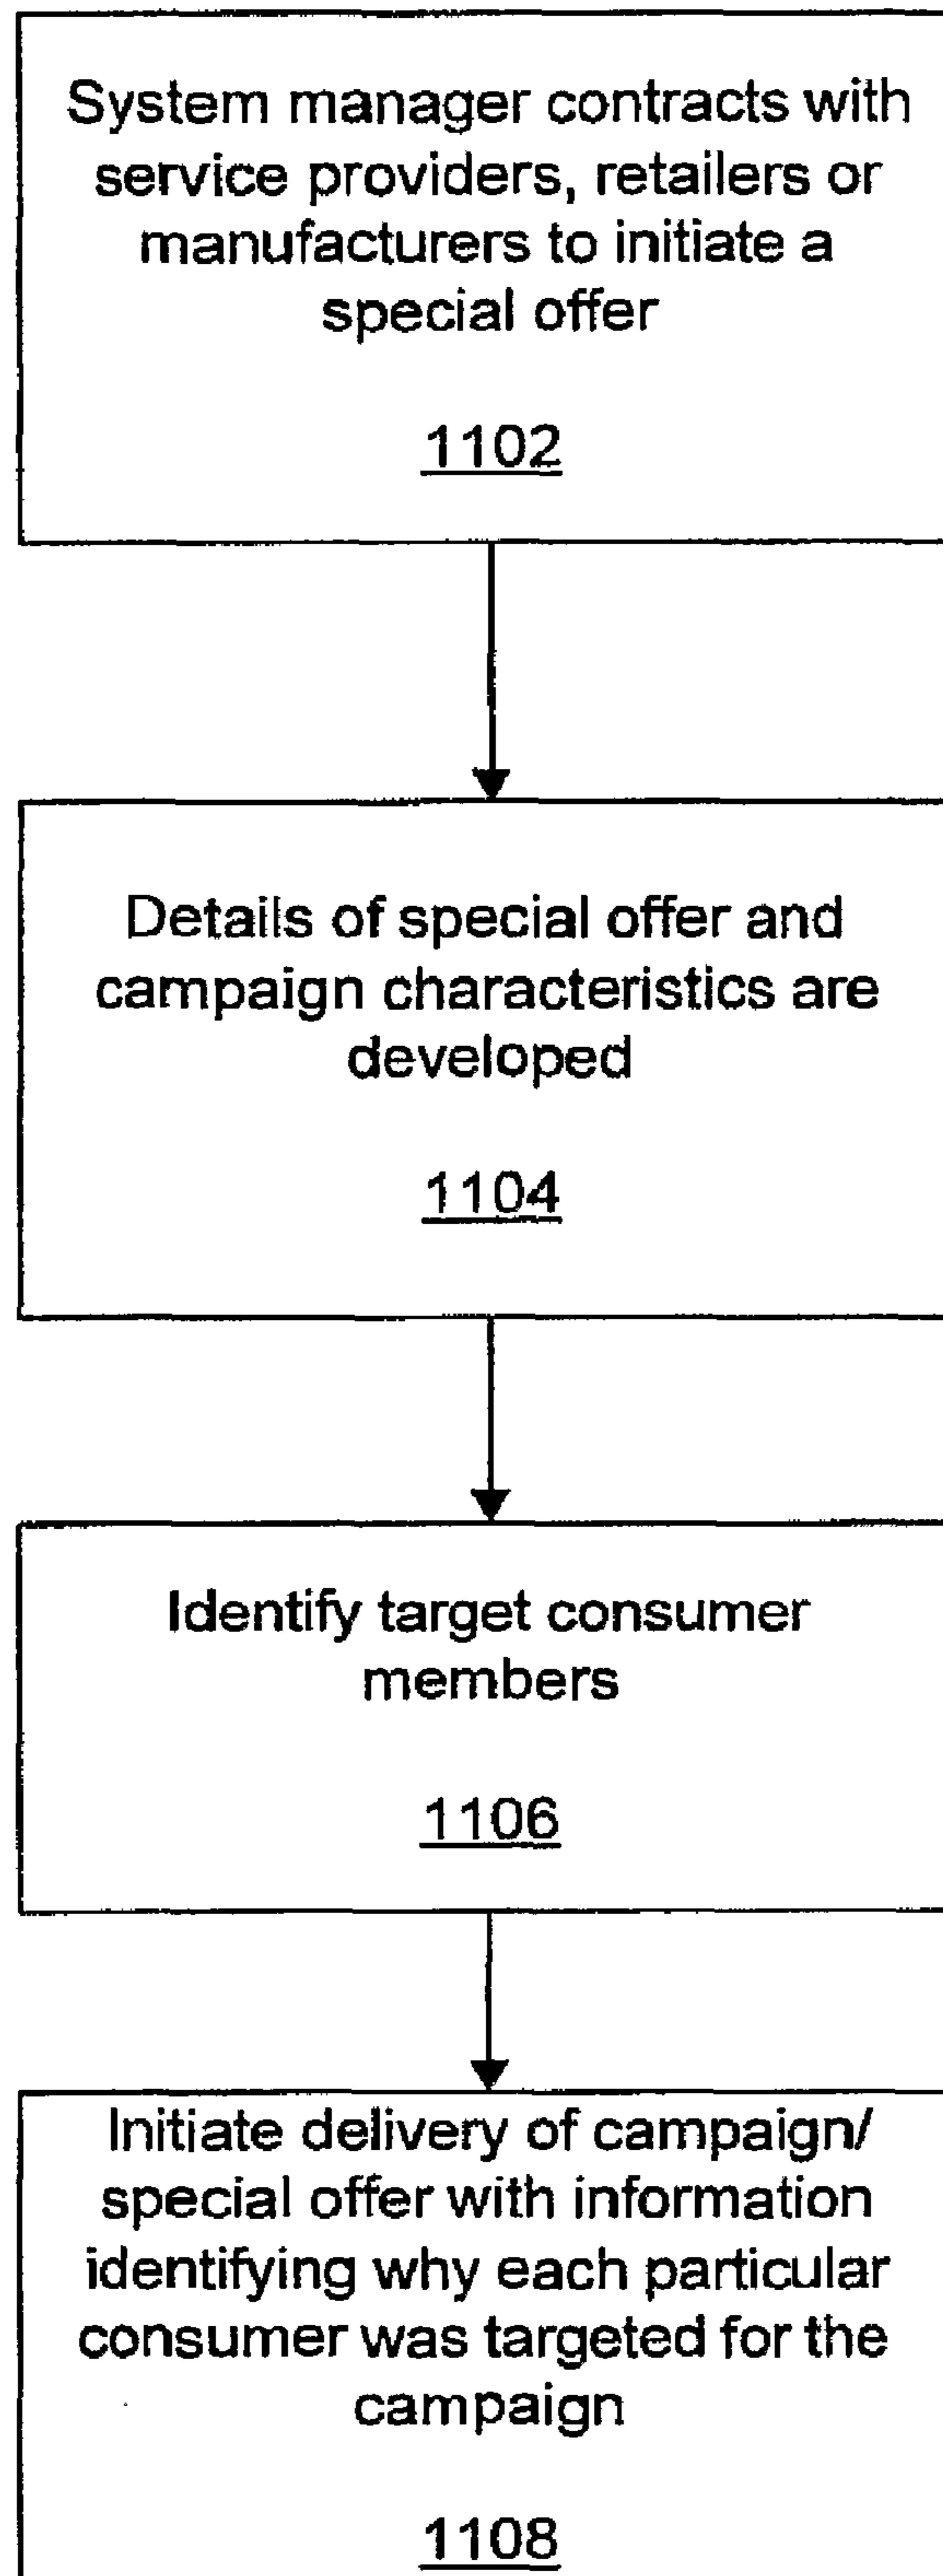 System manager contracts with
service providers, retailers or
manufacturers to initiate a
special offer
1102
Details of special offer and
campaign characteristics are
developed
1104
Identify target consumer
members
1106
Initiate delivery of campaign/
special offer with information
identifying why each particular
consumer was targeted for the
campaign
1108